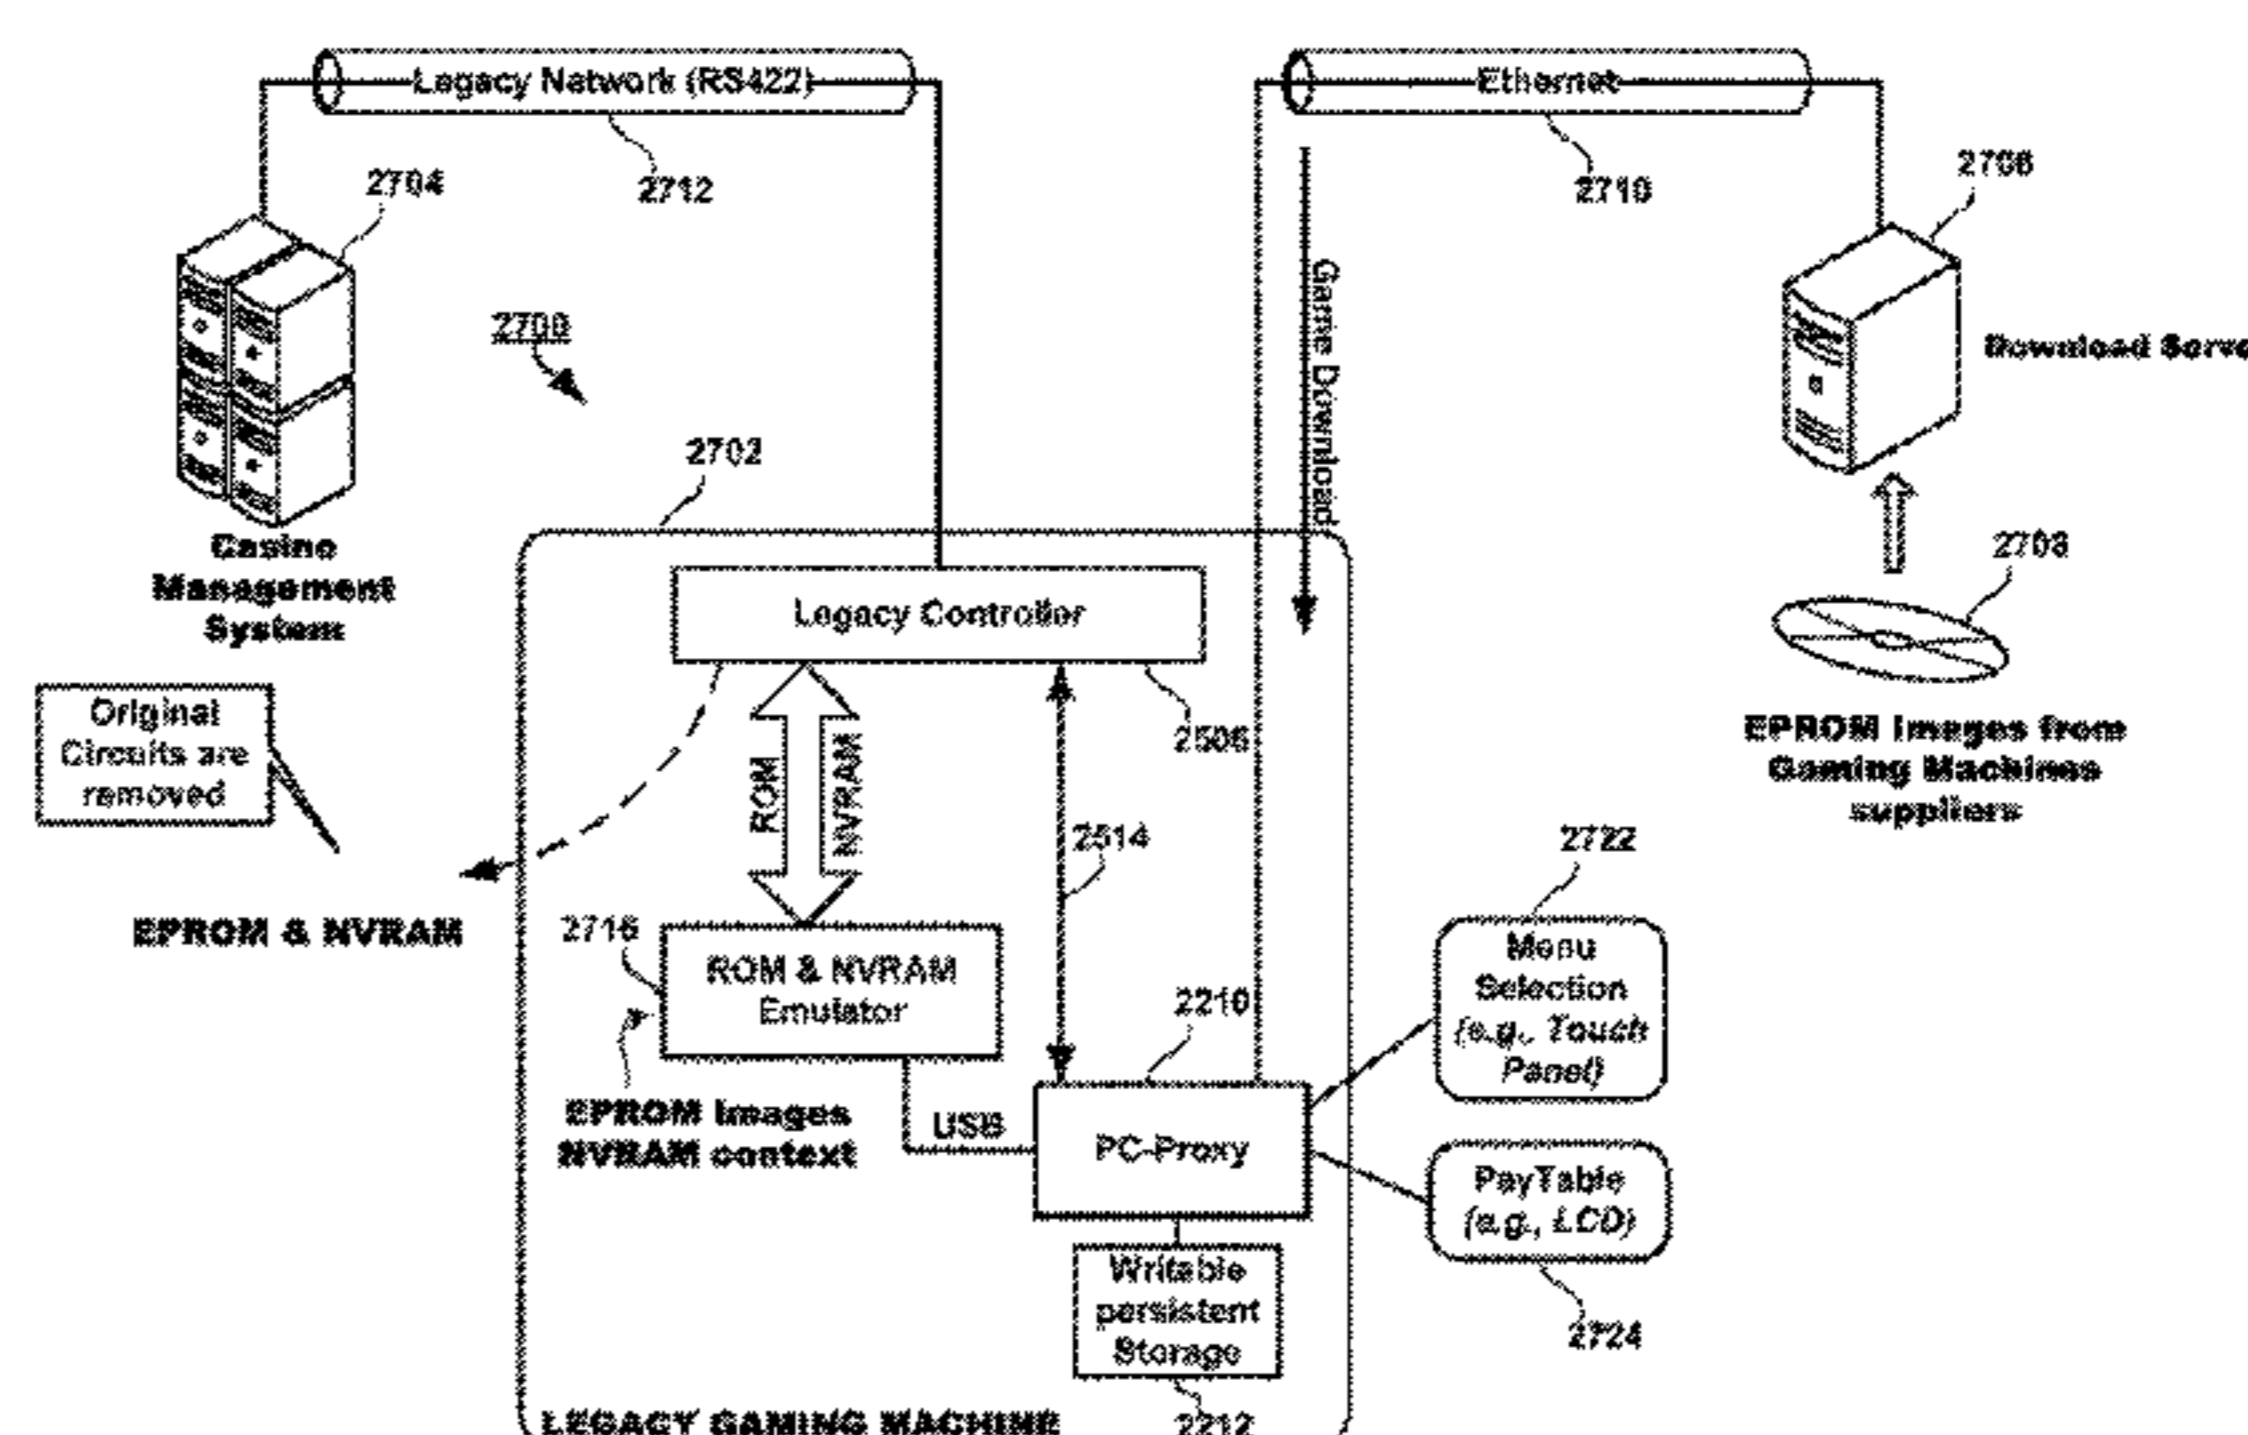 Legacy Network (RS422)
Ethernet
2704
2712
2710
2706
2700
Game Download
Download Serve
2702
Casino
Management
System
2708
Legacy Controller
Original
Circuits are
removed
2506
EPROM Images from
Gaming Machines
suppliers
ROM
NVRAM
2514
2722
EPROM & NVRAM
2716
ROM & NVRAM
Emulator
Menu
Selection
(e.g., Touch
Panel)
2210
EPROM Images
NVRAM context
USB
PC-Proxy
PayTable
(e.g., LCD)
Writable
persistent
Storage
2724
LEGACY GAMING MACHINE
2212